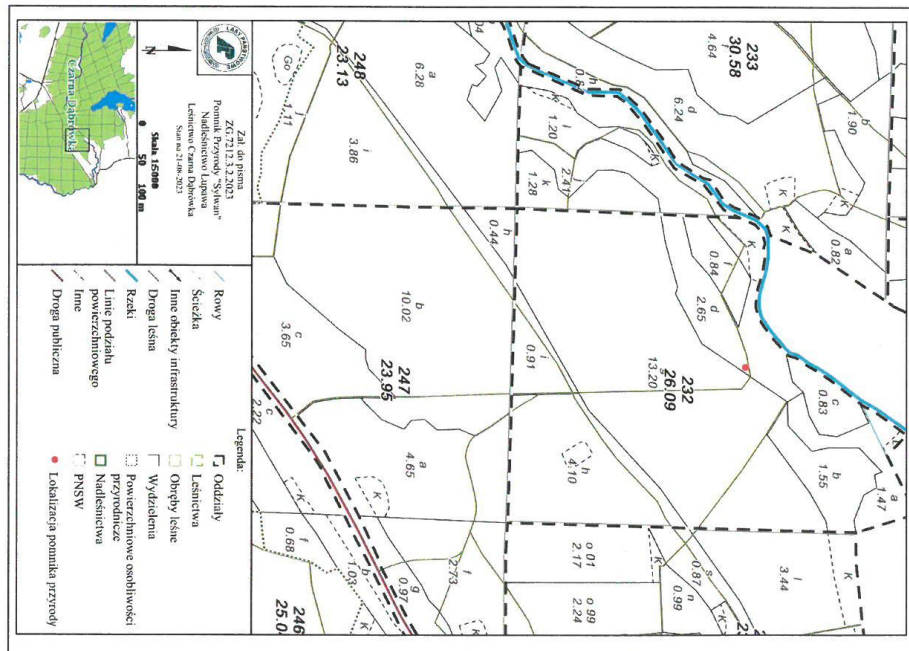 Zał. do pisma
ZG.7212.3.2.2023
Pomnik Przyrody "Sylwan"
Nadleśnictwo Łupawa
Leśnictwo Czarna Dąbrówka
Stan na 21-08-2023
LASY PAŃSTWOWE
N
Skala 1:5000
0 50 100 m
Czarna Dąbrówka
Legenda:
Rowy
Ścieżka
Droga leśna
Inne obiekty infrastruktury
Rzeki
Linie podziału
powierzchniowego
Inne
Droga publiczna
Oddziały
Leśnictwa
Obręby leśne
Wydzielenia
Powierzchniowe osobliwości
przyrodnicze
Nadleśnictwa
PNSW
Lokalizacja pomnika przyrody
233
30.58
f
4.64
b
1.90
d
6.24
h
a
0.82
K
K
K
l
1.20
j
2.41
k
1.28
K
a
6.28
248
23.13
Go
j
1.11
i
3.86
h
0.44
f
0.84
d
2.65
K
232
26.09
g
13.20
c
0.83
b
1.55
a
1.47
i
0.91
h
4.10
K
b
10.02
247
23.95
c
3.65
c
2.22
a
4.65
K
K
f
0.68
b
1.03
g
0.97
f
2.73
246
K
o 01
2.17
o 99
2.24
K
s
0.87
n
0.99
l
3.44
K
K
K